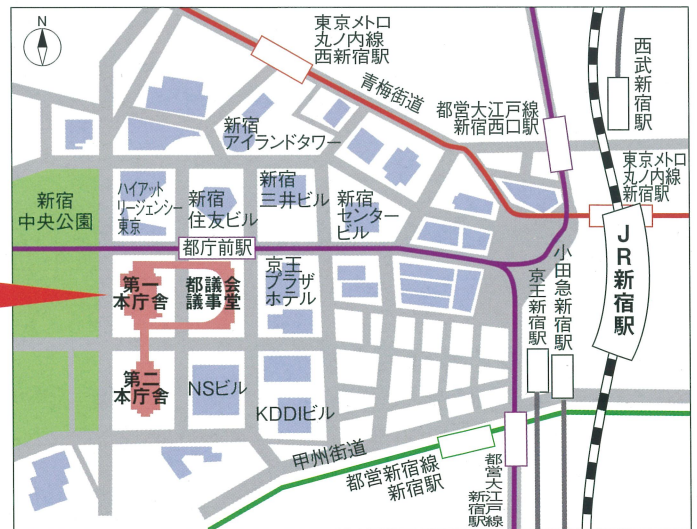 N
東京メトロ
丸ノ内線
西新宿駅
青梅街道
都営大江戸線
新宿西口駅
西武新宿駅
新宿
アイランドタワー
東京メトロ
丸ノ内線
新宿駅
新宿
中央公園
ハイアット
リージェンシー
東京
新宿
住友ビル
新宿
三井ビル
新宿
センター
ビル
都庁前駅
JR新宿駅
小田急新宿駅
京王新宿駅
第一
本庁舎
都議会
議事堂
京王
プラザ
ホテル
第二
本庁舎
NSビル
KDDIビル
甲州街道
都営新宿線
新宿駅
都営大江戸線
新宿駅